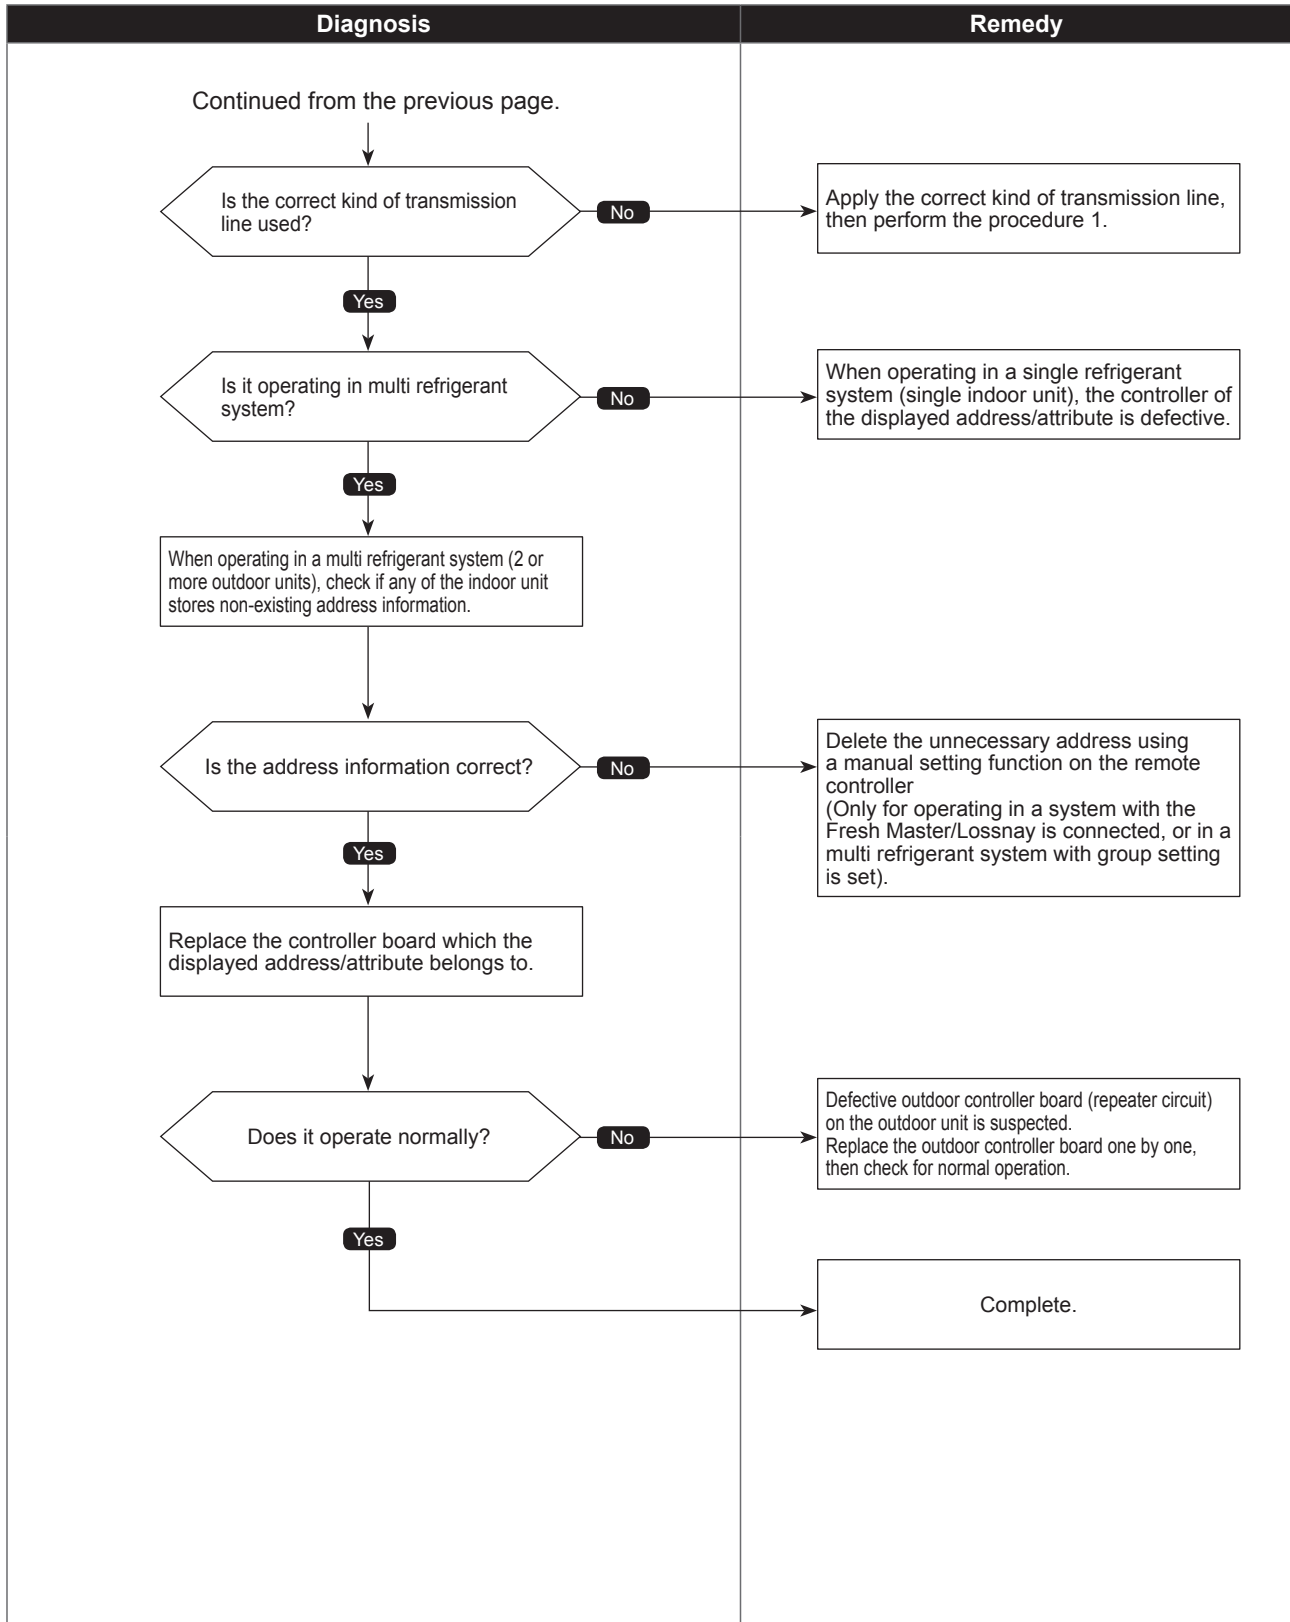 Diagnosis
Remedy
Continued from the previous page.
Is the correct kind of transmission
line used?
No
Apply the correct kind of transmission line,
then perform the procedure 1.
Yes
Is it operating in multi refrigerant
system?
No
When operating in a single refrigerant
system (single indoor unit), the controller of
the displayed address/attribute is defective.
Yes
When operating in a multi refrigerant system (2 or
more outdoor units), check if any of the indoor unit
stores non-existing address information.
Is the address information correct?
No
Delete the unnecessary address using
a manual setting function on the remote
controller
(Only for operating in a system with the
Fresh Master/Lossnay is connected, or in a
multi refrigerant system with group setting
is set).
Yes
Replace the controller board which the
displayed address/attribute belongs to.
Does it operate normally?
No
Defective outdoor controller board (repeater circuit)
on the outdoor unit is suspected.
Replace the outdoor controller board one by one,
then check for normal operation.
Yes
Complete.